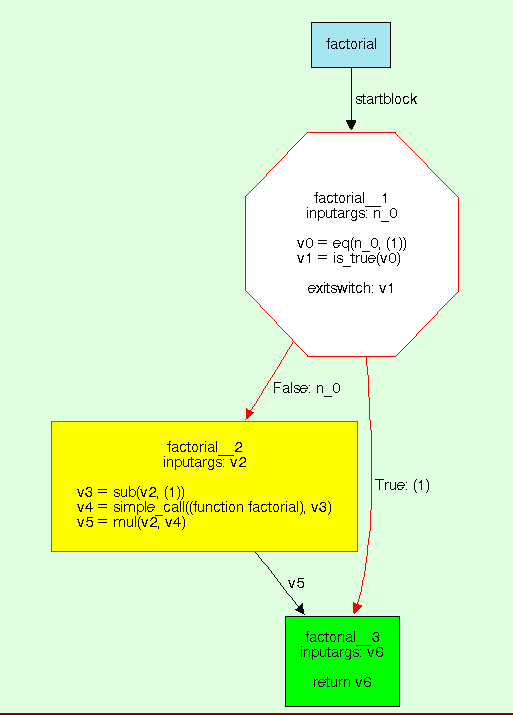 factorial
startblock
factorial__1
inputargs: n_0
v0 = eq(n_0, (1))
v1 = is_true(v0)
exitswitch: v1
False: n_0
factorial__2
inputargs: v2
v3 = sub(v2, (1))
v4 = simple_call((function factorial), v3)
v5 = mul(v2, v4)
True: (1)
v5
factorial__3
inputargs: v6
return v6